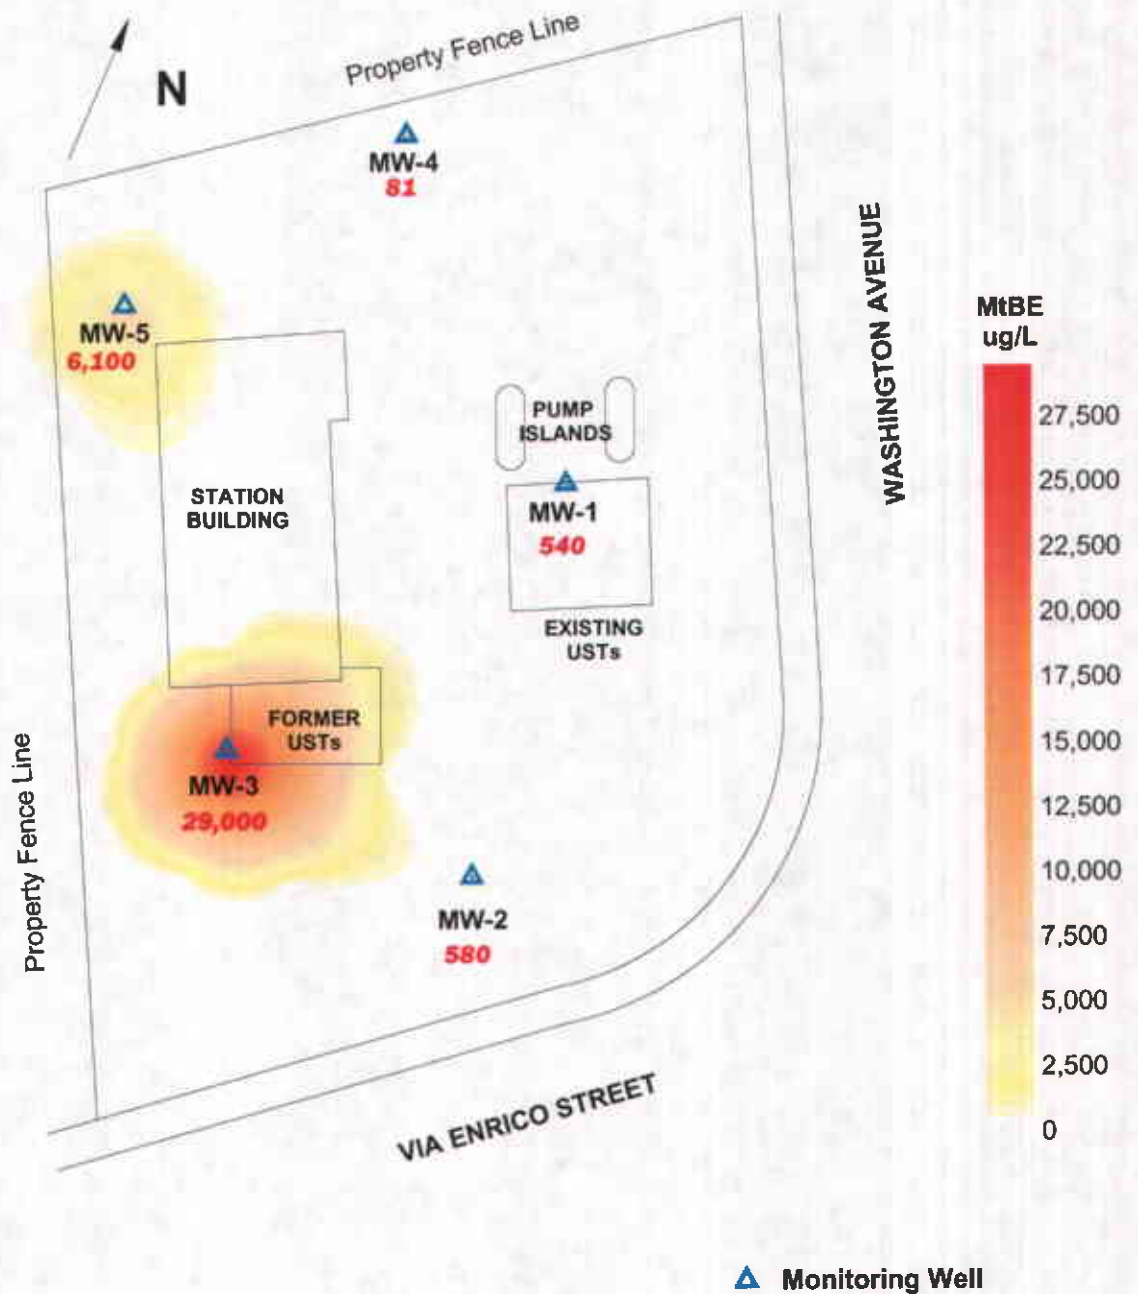 N
Property Fence Line
MW-4
81
WASHINGTON AVENUE
MtBE
ug/L
MW-5
6,100
PUMP
ISLANDS
STATION
BUILDING
MW-1
540
EXISTING
USTs
FORMER
USTs
MW-3
29,000
Property Fence Line
MW-2
580
VIA ENRICO STREET
27,500
25,000
22,500
20,000
17,500
15,000
12,500
10,000
7,500
5,000
2,500
0
Monitoring Well